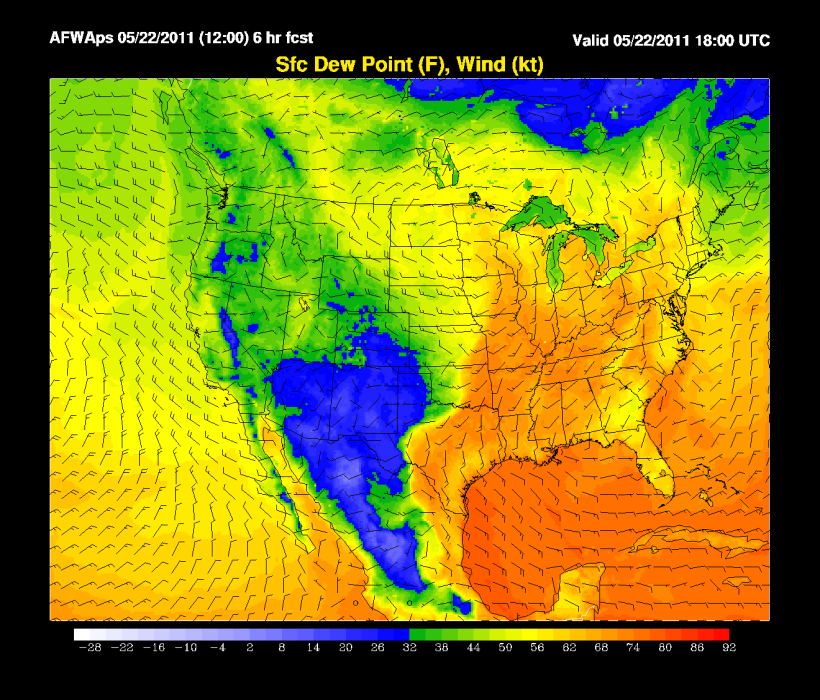 AFWAps 05/22/2011 (12:00) 6 hr fcst
Valid 05/22/2011 18:00 UTC
Sfc Dew Point (F), Wind (kt)
-28 -22 -16 -10 -4 2 8 14 20 26 32 38 44 50 56 62 68 74 80 86 92